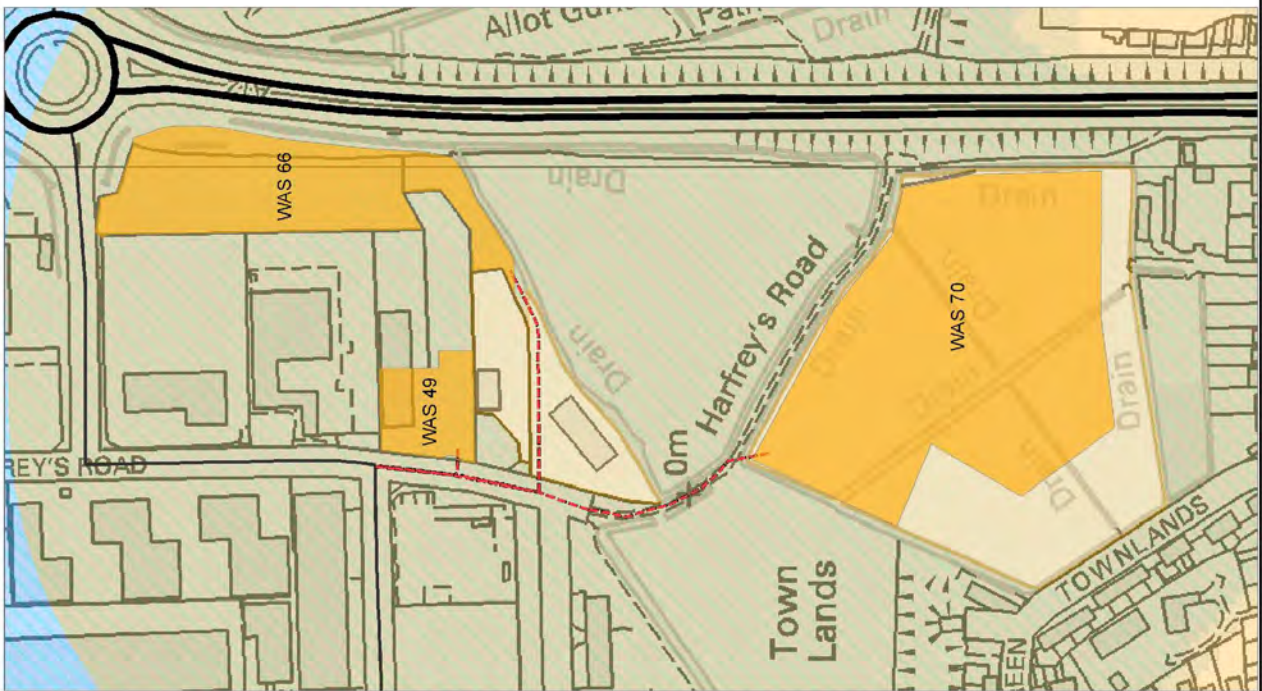 Allot Gdns
Path
Drain
WAS 66
Drain
Drain
Harfrey's Road
Drain
Drain
Drain
WAS 70
Drain
Drain
WAS 49
REY'S ROAD
0m
Town
Lands
TOWNLANDS
EEN